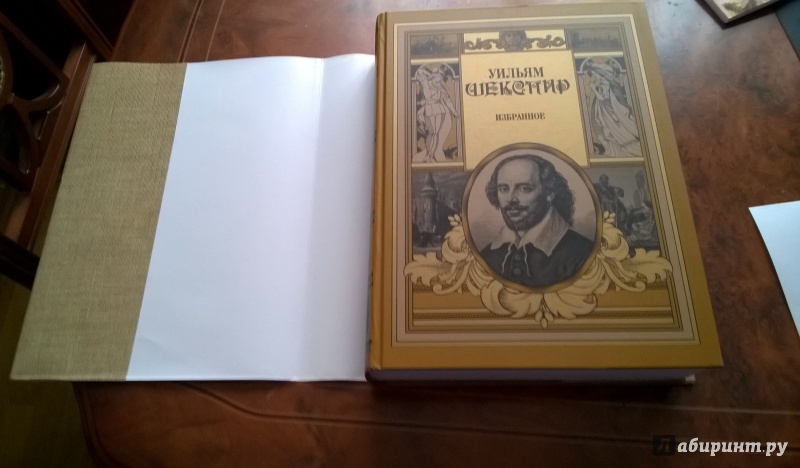 УИЛЬЯМ
ШЕКСПИР
ИЗБРАННОЕ
Лабиринт.ру